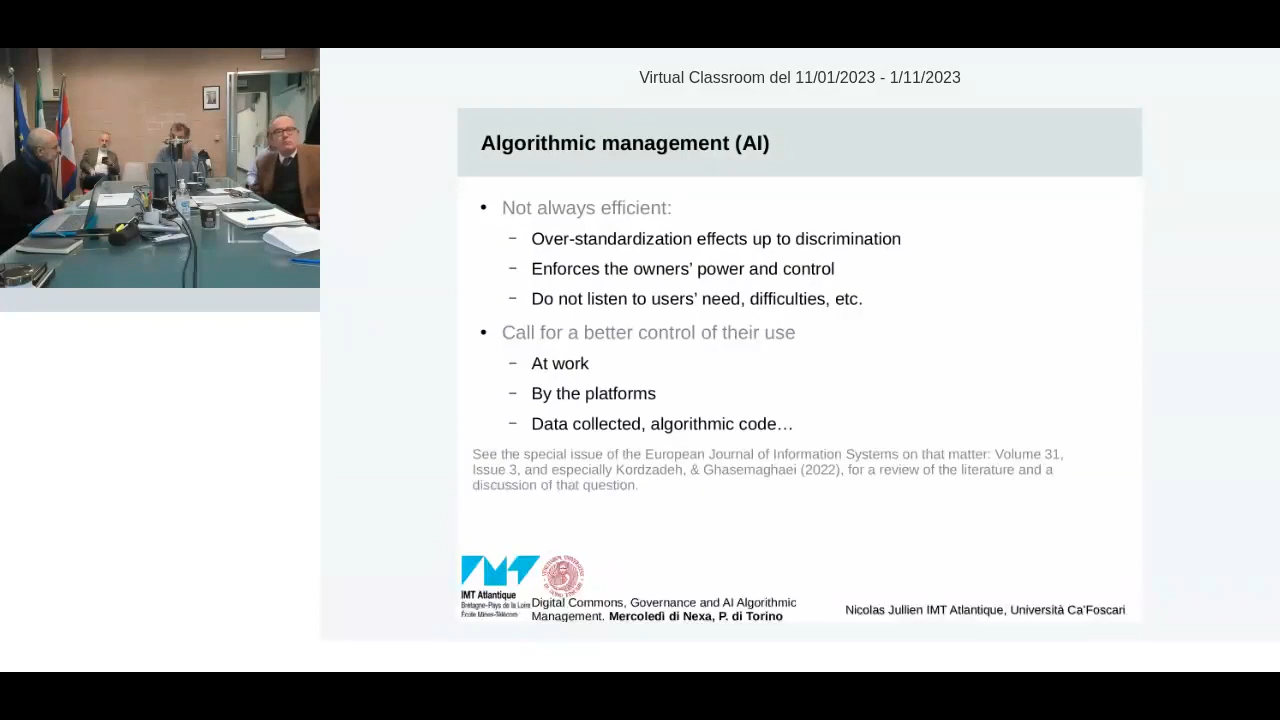 Virtual Classroom del 11/01/2023 - 1/11/2023
Algorithmic management (AI)
• Not always efficient:
– Over-standardization effects up to discrimination
– Enforces the owners’ power and control
– Do not listen to users’ need, difficulties, etc.
• Call for a better control of their use
– At work
– By the platforms
– Data collected, algorithmic code…
See the special issue of the European Journal of Information Systems on that matter: Volume 31,
Issue 3, and especially Kordzadeh, & Ghasemaghaei (2022), for a review of the literature and a
discussion of that question.
IMT Atlantique
Bretagne-Pays de la Loire
École Mines-Télécom
Digital Commons, Governance and AI Algorithmic
Management. Mercoledì di Nexa, P. di Torino
Nicolas Jullien IMT Atlantique, Università Ca’Foscari